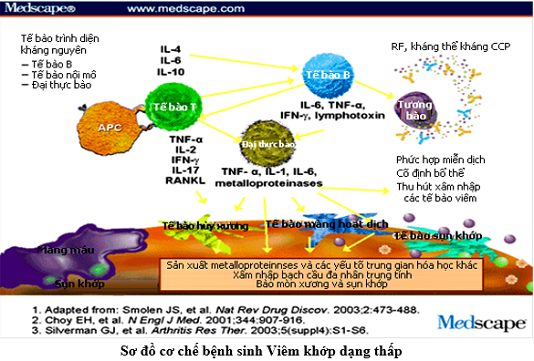 Medscape® www.medscape.com
Tế bào trình diện
kháng nguyên
– Tế bào B
– Tế bào nội mô
– Đại thực bào
IL-4
IL-6
IL-10
Tế bào B
RF, kháng thể kháng CCP
Tế bào T
APC
IL-6, TNF-α,
IFN-γ, lymphotoxin
Tương
bào
Đại thực bào
TNF-α
IL-2
IFN-γ
IL-17
RANKL
TNF- α, IL-1, IL-6,
metalloproteinases
Phức hợp miễn dịch
Cố định bổ thể
Thu hút xâm nhập
các tế bào viêm
Tế bào hủy xương
Tế bào màng hoạt dịch
Tế bào sụn khớp
Màng máu
Sụn khớp
Sản xuất metalloproteinnses và các yếu tố trung gian hóa học khác
Xâm nhập bạch cầu đa nhân trung tính
Bào mòn xương và sụn khớp
1. Adapted from: Smolen JS, et al. Nat Rev Drug Discov. 2003;2:473-488.
2. Choy EH, et al. N Engl J Med. 2001;344:907-916.
3. Silverman GJ, et al. Arthritis Res Ther. 2003;5(suppl4):S1-S6.
Medscape®
Sơ đồ cơ chế bệnh sinh Viêm khớp dạng thấp